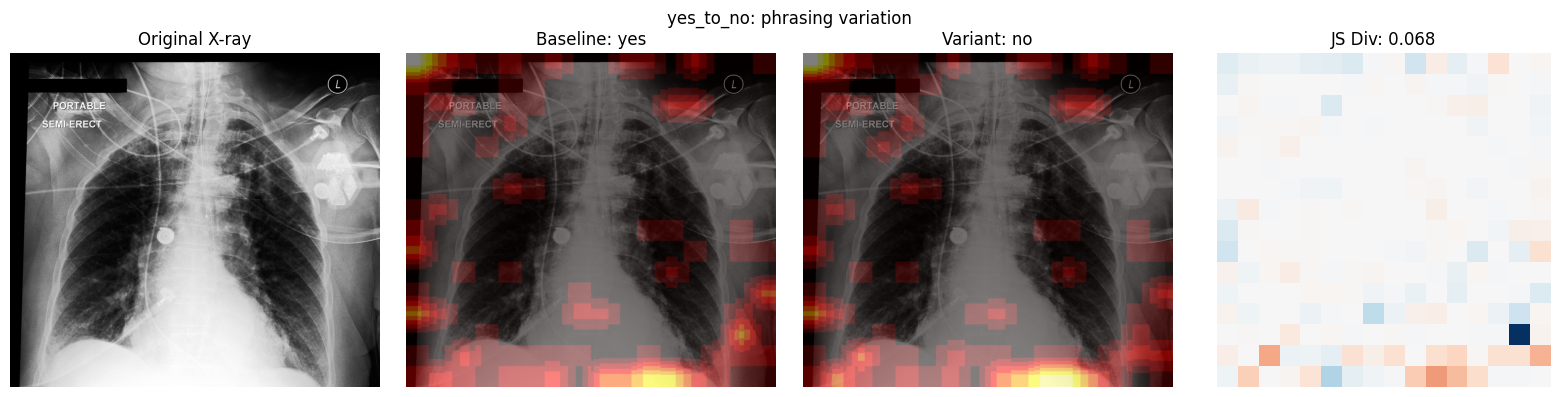 yes_to_no: phrasing variation
Original X-ray
Baseline: yes
Variant: no
JS Div: 0.068
L
PORTABLE
SEMI-ERECT
L
PORTABLE
SEMI-ERECT
L
PORTABLE
SEMI-ERECT